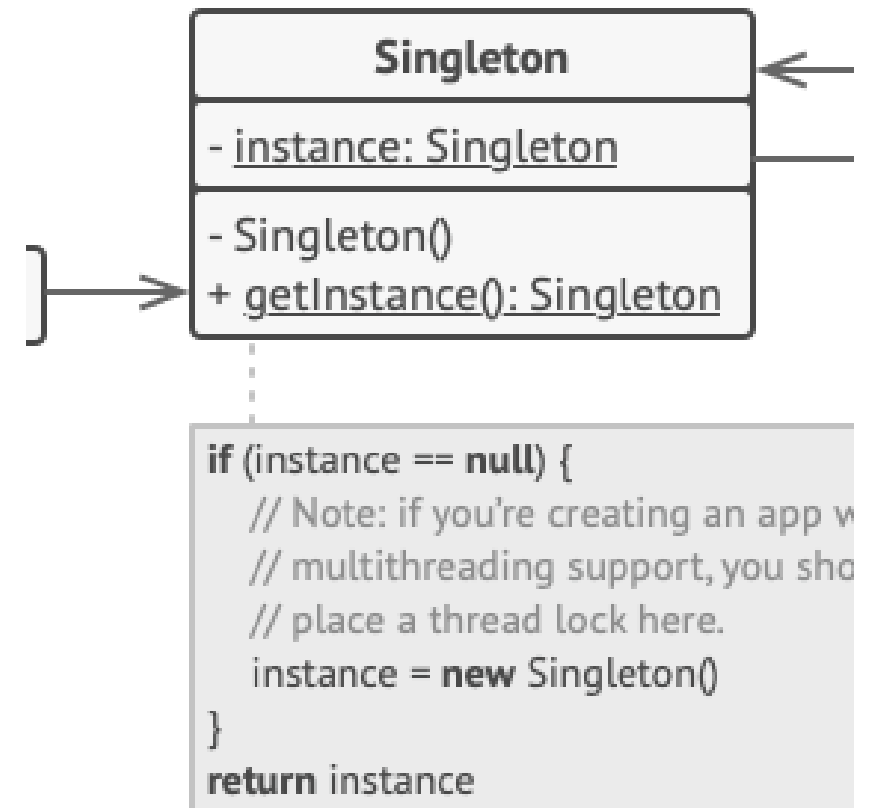 Singleton
- instance: Singleton
- Singleton()
+ getInstance(): Singleton
if (instance == null) {
// Note: if you're creating an app
// multithreading support, you
// place a thread lock here.
instance = new Singleton()
}
return instance